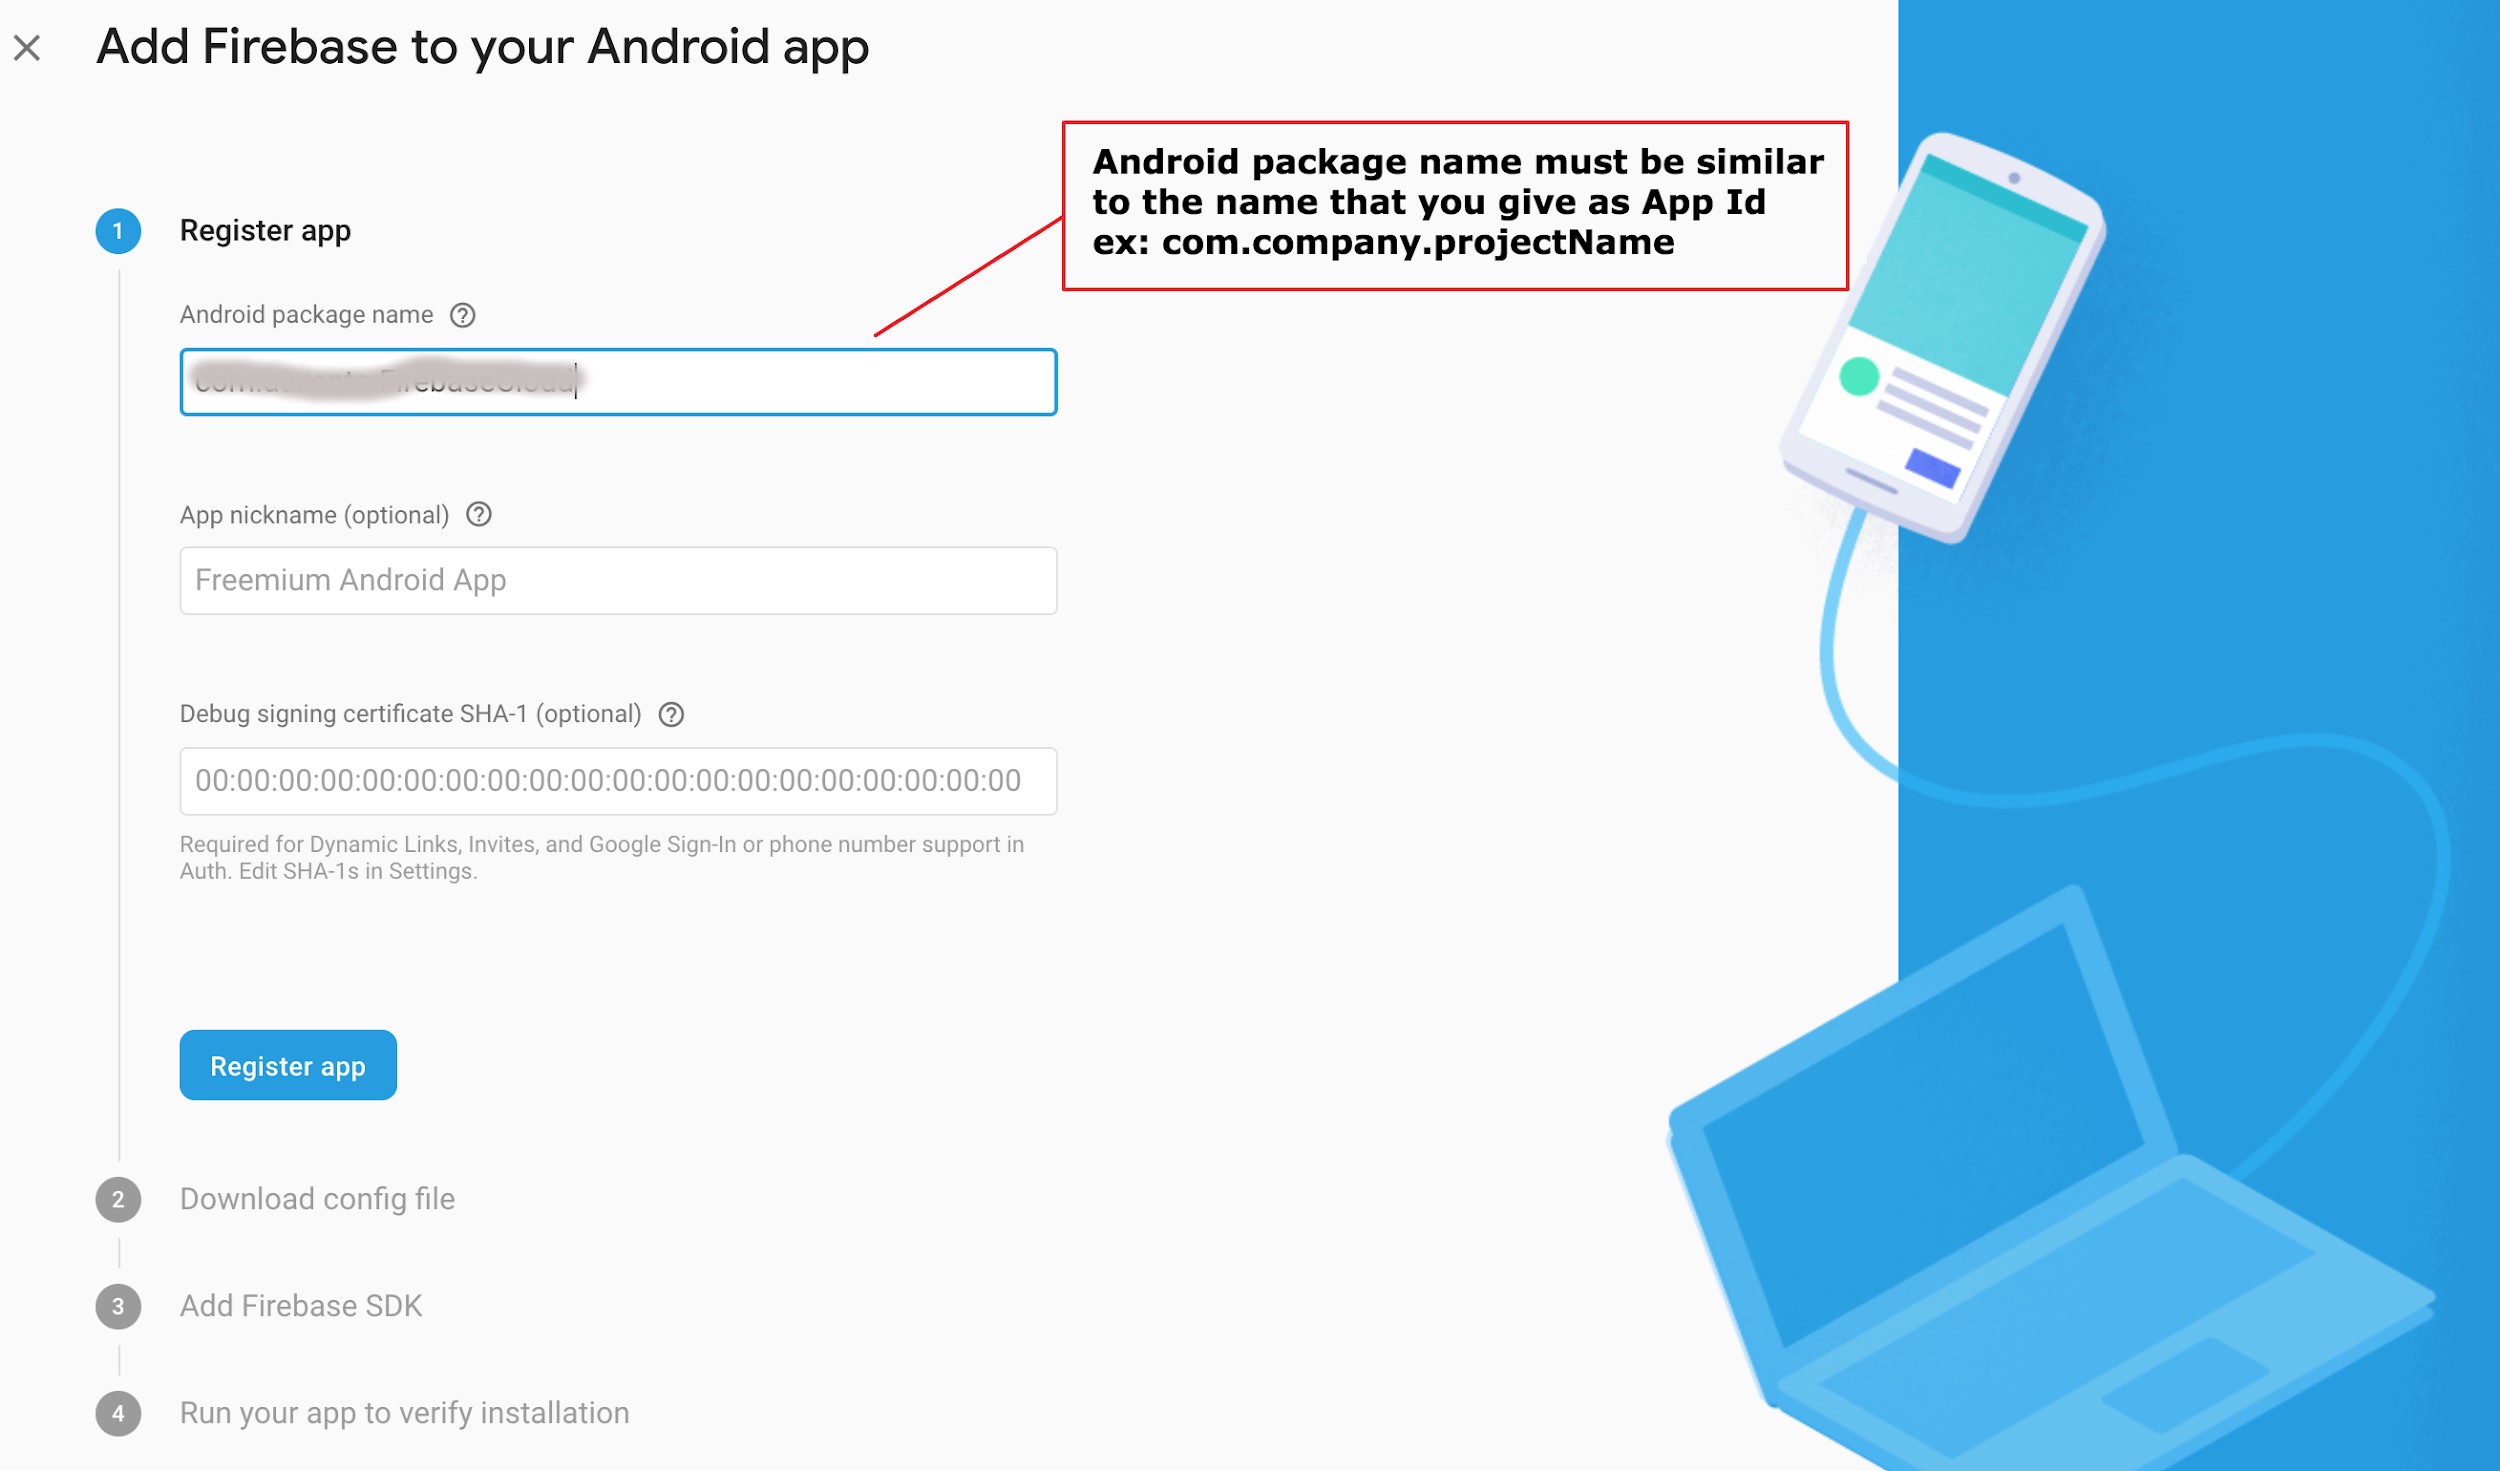 Add Firebase to your Android app
Android package name must be similar
to the name that you give as App Id
ex: com.company.projectName
1 Register app
Android package name ?
App nickname (optional) ?
Freemium Android App
Debug signing certificate SHA-1 (optional) ?
00:00:00:00:00:00:00:00:00:00:00:00:00:00:00:00:00:00:00:00
Required for Dynamic Links, Invites, and Google Sign-In or phone number support in
Auth. Edit SHA-1s in Settings.
Register app
2 Download config file
3 Add Firebase SDK
4 Run your app to verify installation